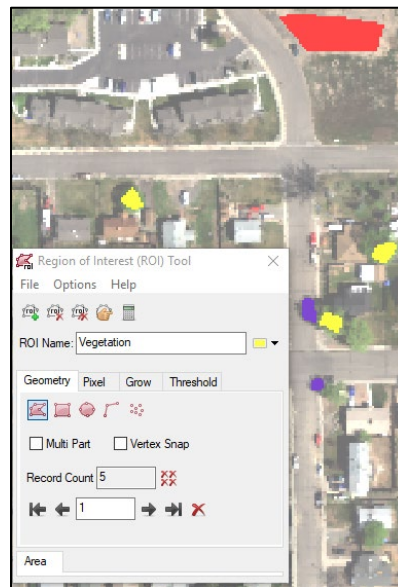 Region of Interest (ROI) Tool
File Options Help
ROI Name: Vegetation
Geometry Pixel Grow Threshold
Multi Part Vertex Snap
Record Count 5
1
Area